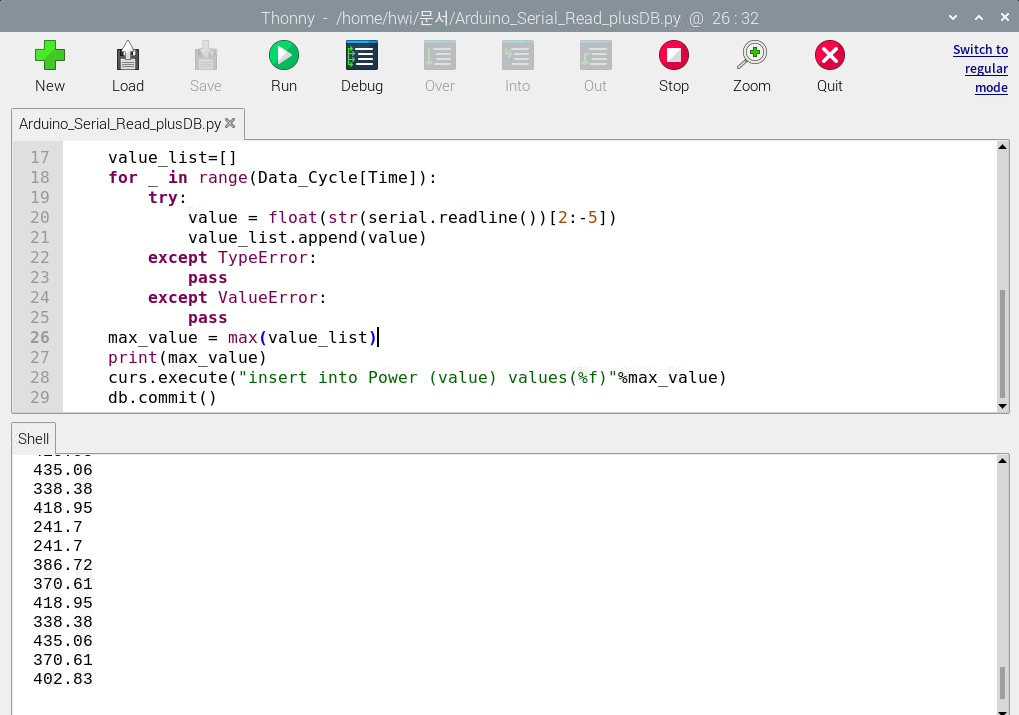 Thonny - /home/hwi/문서/Arduino_Serial_Read_plusDB.py @ 26 : 32
New Load Save Run Debug Over Into Out Stop Zoom Quit
Switch to
regular
mode
Arduino_Serial_Read_plusDB.py
17     value_list=[]
18     for _ in range(Data_Cycle[Time]):
19         try:
20             value = float(str(serial.readline())[2:-5])
21             value_list.append(value)
22         except TypeError:
23             pass
24         except ValueError:
25             pass
26     max_value = max(value_list)
27     print(max_value)
28     curs.execute("insert into Power (value) values(%f)"%max_value)
29     db.commit()
Shell
435.06
338.38
418.95
241.7
241.7
386.72
370.61
418.95
338.38
435.06
370.61
402.83